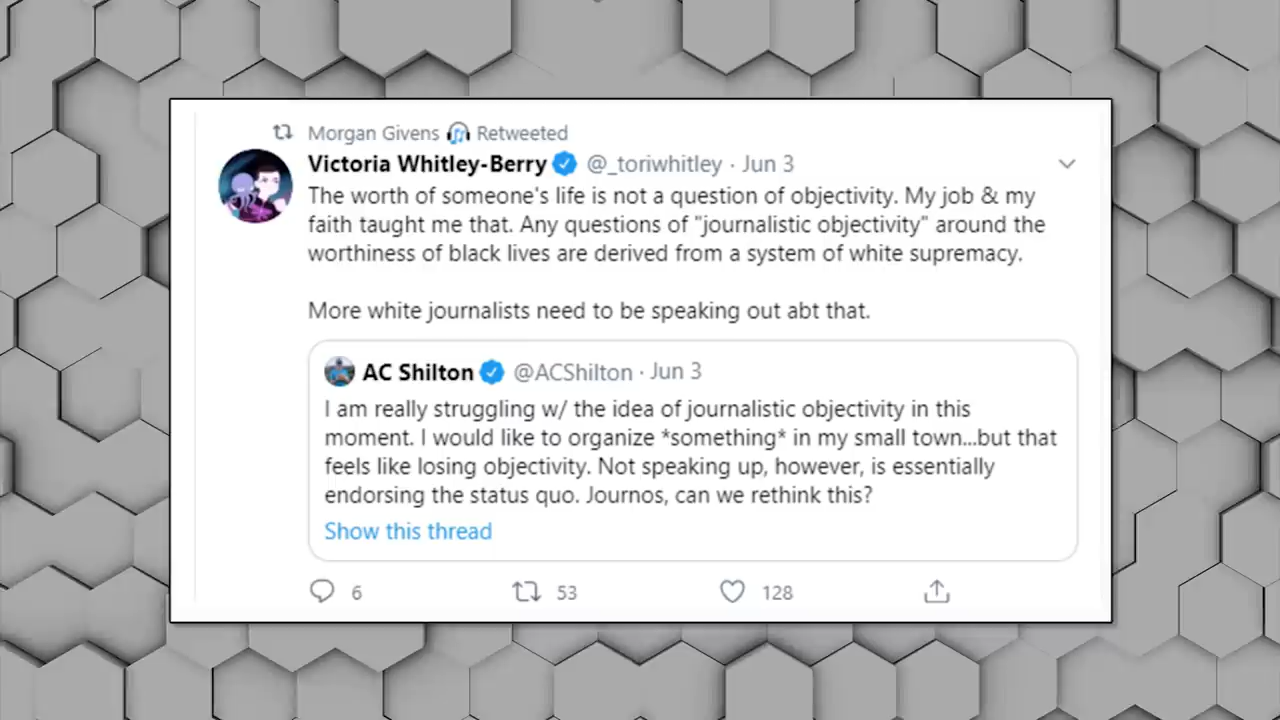 Morgan Givens Retweeted
Victoria Whitley-Berry @_toriwhitley · Jun 3
The worth of someone's life is not a question of objectivity. My job & my
faith taught me that. Any questions of "journalistic objectivity" around the
worthiness of black lives are derived from a system of white supremacy.
More white journalists need to be speaking out abt that.
AC Shilton @ACShilton · Jun 3
I am really struggling w/ the idea of journalistic objectivity in this
moment. I would like to organize *something* in my small town...but that
feels like losing objectivity. Not speaking up, however, is essentially
endorsing the status quo. Journos, can we rethink this?
Show this thread
6 53 128